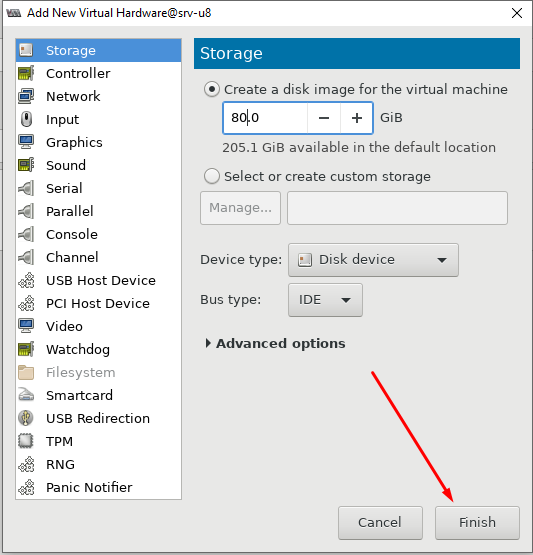 Add New Virtual Hardware@srv-u8
Storage
Controller
Network
Input
Graphics
Sound
Serial
Parallel
Console
Channel
USB Host Device
PCI Host Device
Video
Watchdog
Filesystem
Smartcard
USB Redirection
TPM
RNG
Panic Notifier
Storage
Create a disk image for the virtual machine
80.0 − + GiB
205.1 GiB available in the default location
Select or create custom storage
Manage...
Device type: Disk device
Bus type: IDE
Advanced options
Cancel Finish